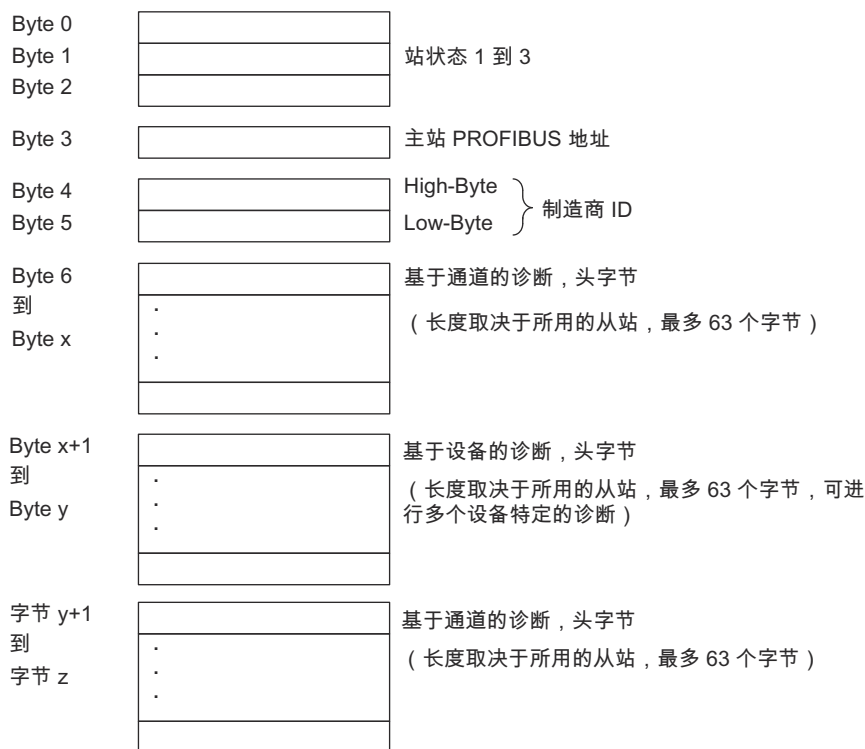 Byte 0
Byte 1 站状态 1 到 3
Byte 2
Byte 3 主站 PROFIBUS 地址
Byte 4 High-Byte
制造商 ID
Byte 5 Low-Byte
Byte 6 基于通道的诊断，头字节
到
（长度取决于所用的从站，最多 63 个字节）
Byte x
Byte x+1 基于设备的诊断，头字节
到
（长度取决于所用的从站，最多 63 个字节，可进
Byte y 行多个设备特定的诊断）
字节 y+1 基于通道的诊断，头字节
到
（长度取决于所用的从站，最多 63 个字节）
字节 z